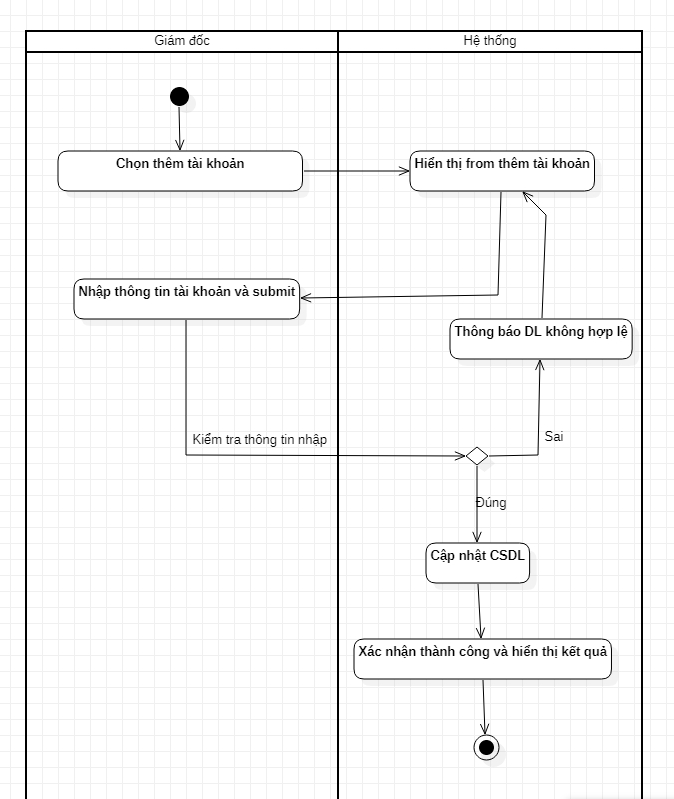 Giám đốc
Hệ thống
Chọn thêm tài khoản
Hiển thị from thêm tài khoản
Nhập thông tin tài khoản và submit
Thông báo DL không hợp lệ
Kiểm tra thông tin nhập
Sai
Đúng
Cập nhật CSDL
Xác nhận thành công và hiển thị kết quả